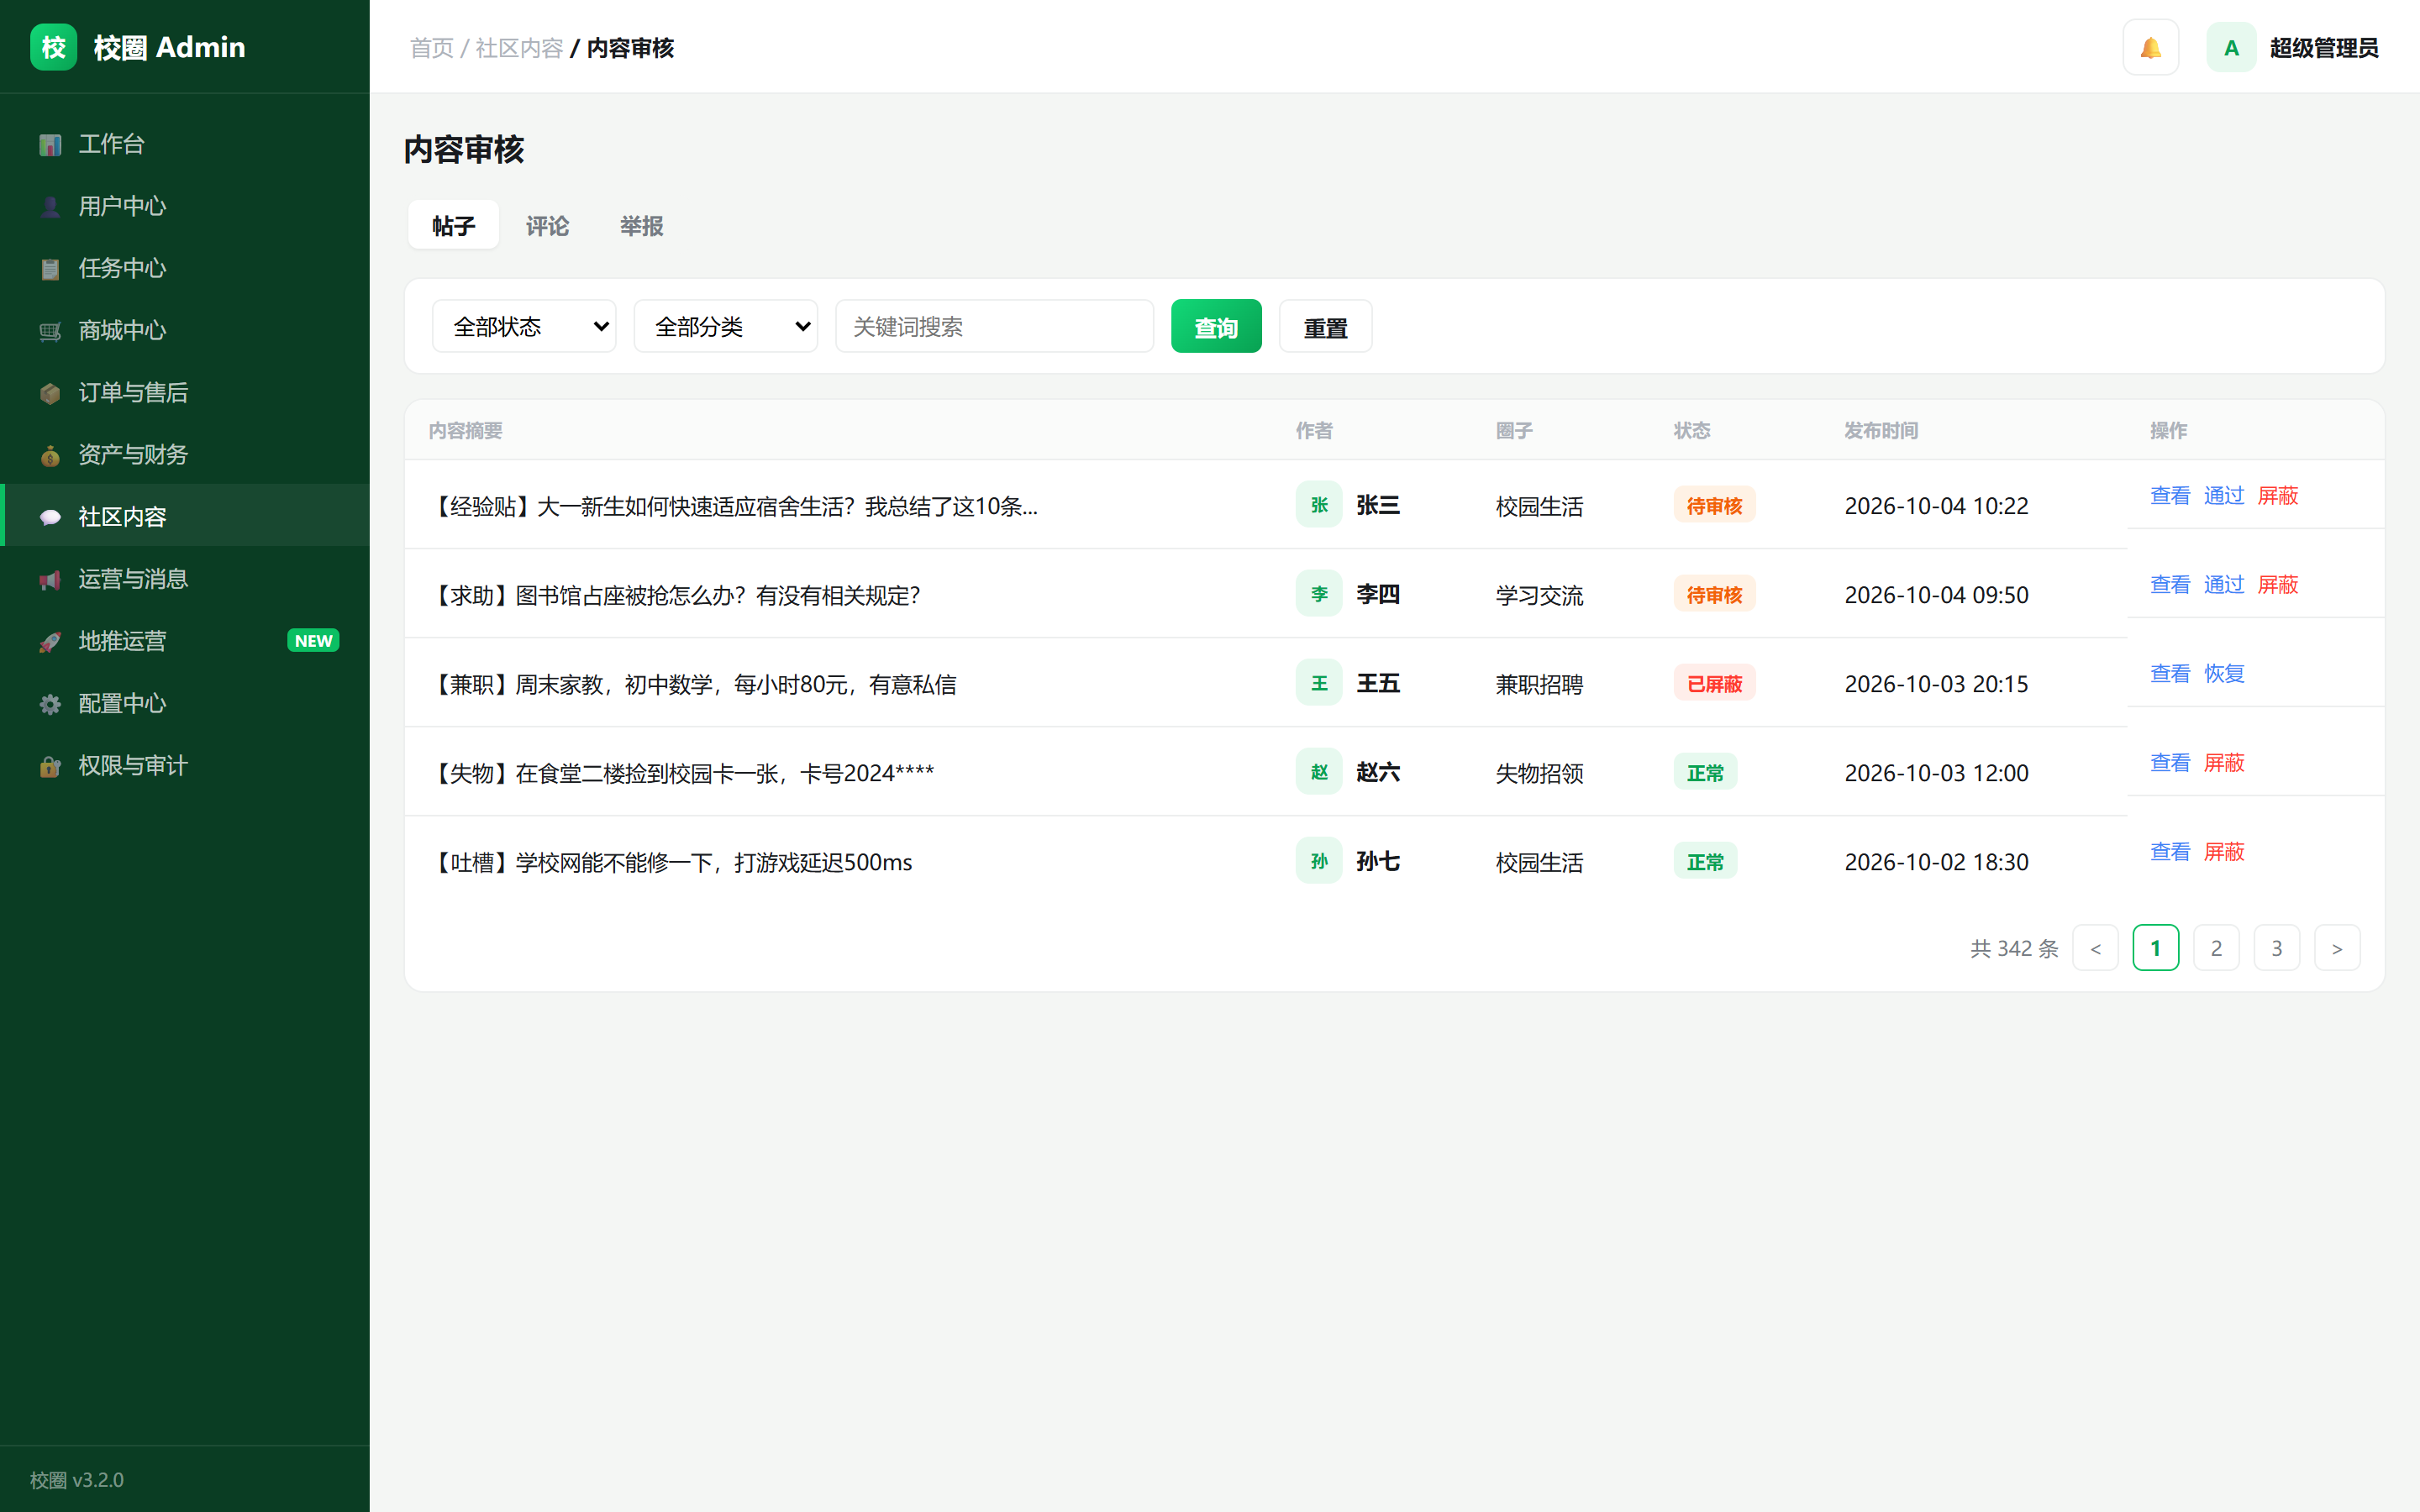 校 校圈 Admin
工作台
用户中心
任务中心
商城中心
订单与售后
资产与财务
社区内容
运营与消息
地推运营 NEW
配置中心
权限与审计
校圈 v3.2.0
首页 / 社区内容 / 内容审核
A 超级管理员
内容审核
帖子 评论 举报
全部状态 全部分类 关键词搜索 查询 重置
内容摘要 作者 圈子 状态 发布时间 操作
【经验贴】大一新生如何快速适应宿舍生活？我总结了这10条... 张 张三 校园生活 待审核 2026-10-04 10:22 查看 通过 屏蔽
【求助】图书馆占座被抢怎么办？有没有相关规定？ 李 李四 学习交流 待审核 2026-10-04 09:50 查看 通过 屏蔽
【兼职】周末家教，初中数学，每小时80元，有意私信 王 王五 兼职招聘 已屏蔽 2026-10-03 20:15 查看 恢复
【失物】在食堂二楼捡到校园卡一张，卡号2024**** 赵 赵六 失物招领 正常 2026-10-03 12:00 查看 屏蔽
【吐槽】学校网能不能修一下，打游戏延迟500ms 孙 孙七 校园生活 正常 2026-10-02 18:30 查看 屏蔽
共 342 条 < 1 2 3 >